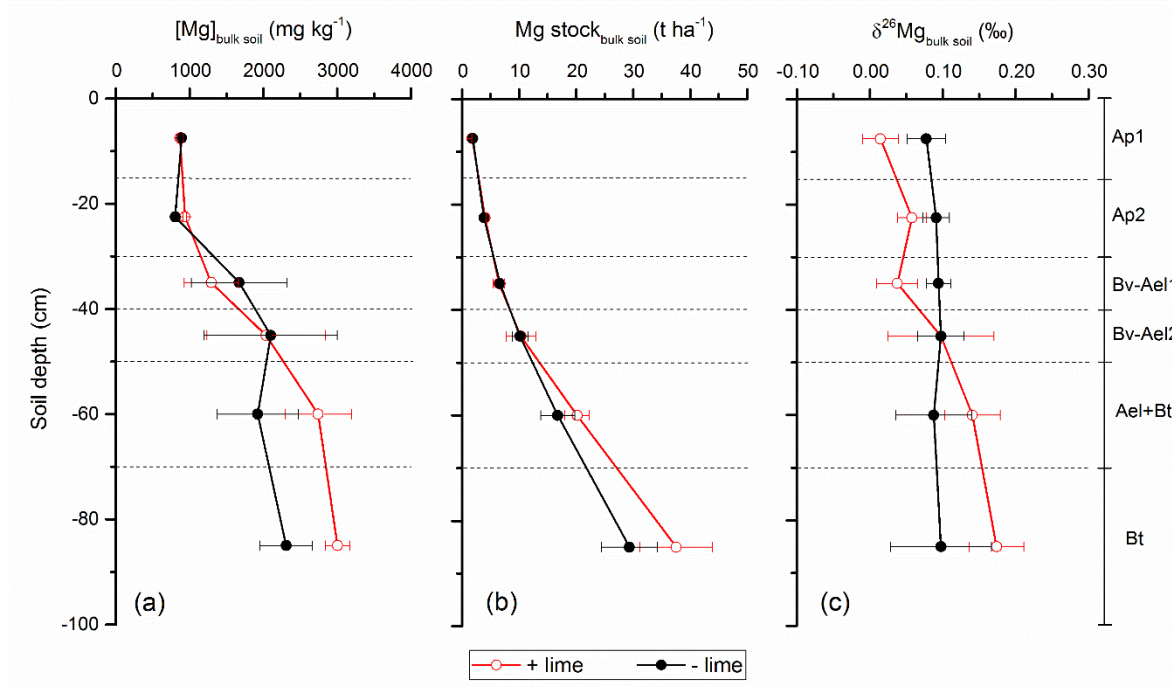 [Mg]bulk soil (mg kg-1)
Mg stockbulk soil (t ha-1)
δ26Mgbulk soil (‰)
0 1000 2000 3000 4000
0 10 20 30 40 50
-0.10 0.00 0.10 0.20 0.30
0
-20
-40
-60
-80
-100
Soil depth (cm)
Ap1
Ap2
Bv-Ael1
Bv-Ael2
Ael+Bt
Bt
(a)
(b)
(c)
+ lime
- lime